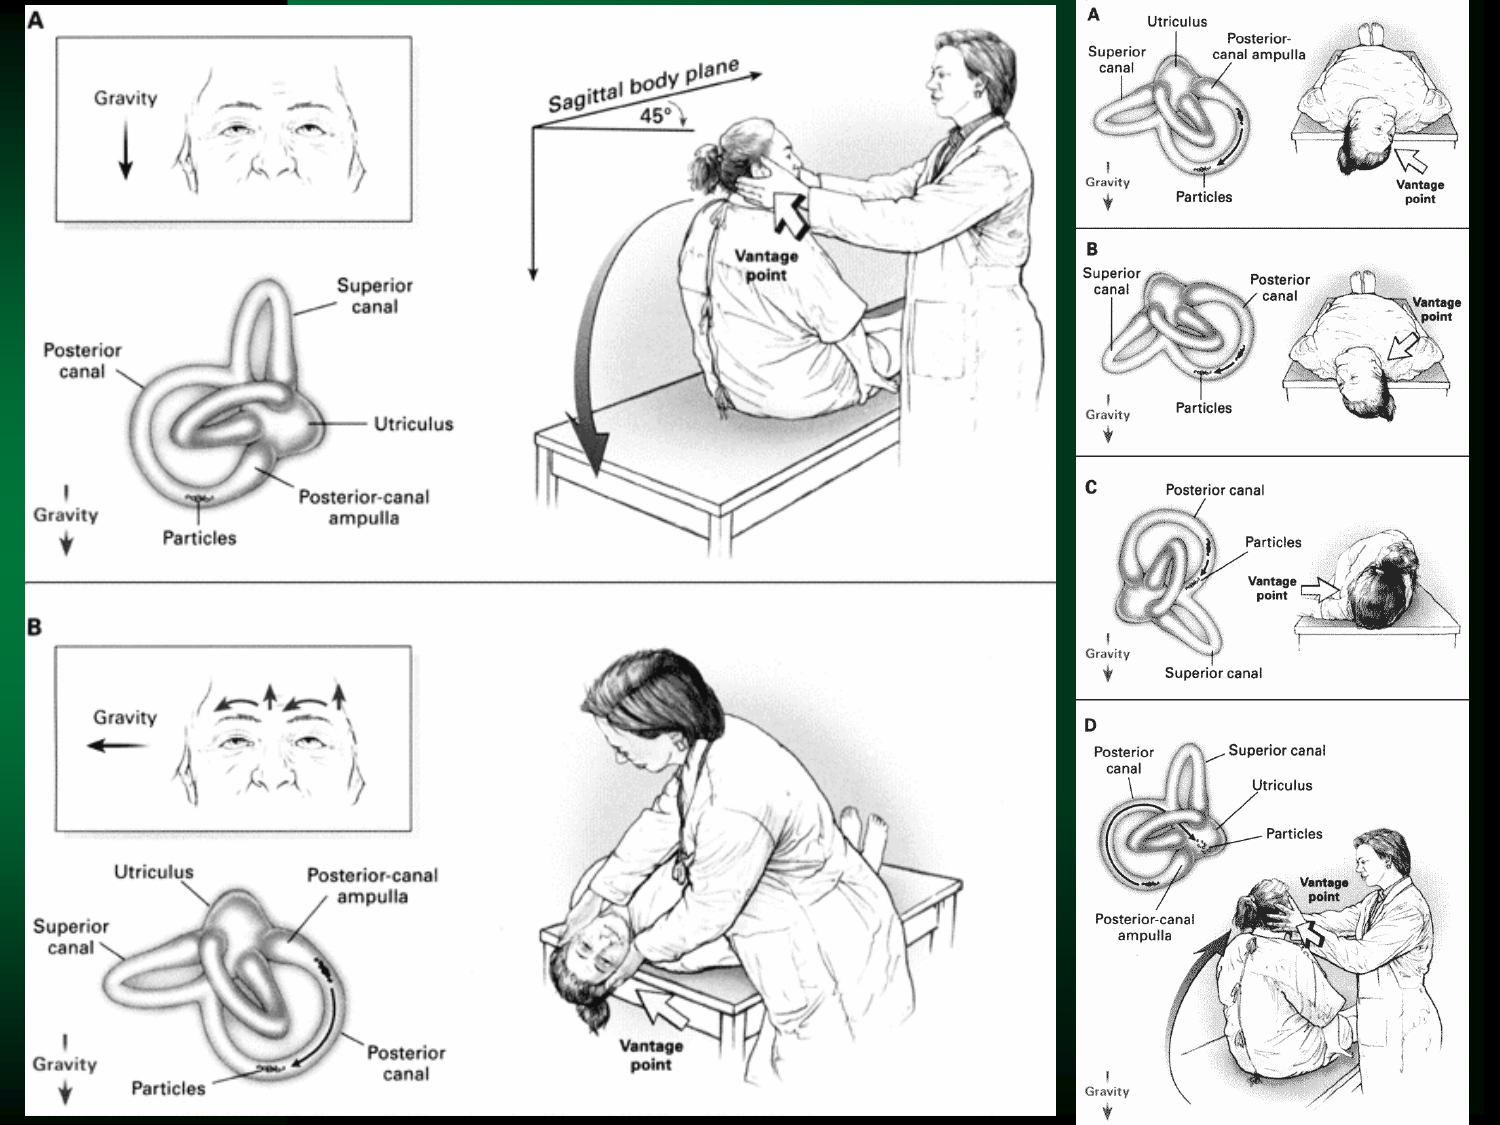 A
Gravity
Sagittal body plane
45°
Vantage
point
Superior
canal
Posterior
canal
Utriculus
Posterior-canal
ampulla
Gravity
Particles
B
Gravity
Utriculus
Posterior-canal
ampulla
Superior
canal
Gravity
Particles
Posterior
canal
Vantage
point
A
Utriculus
Posterior-
canal ampulla
Superior
canal
Gravity
Particles
Vantage
point
B
Superior
canal
Posterior
canal
Vantage
point
Gravity
Particles
C
Posterior canal
Particles
Vantage
point
Gravity
Superior canal
D
Posterior
canal
Superior canal
Utriculus
Particles
Vantage
point
Posterior-canal
ampulla
Gravity